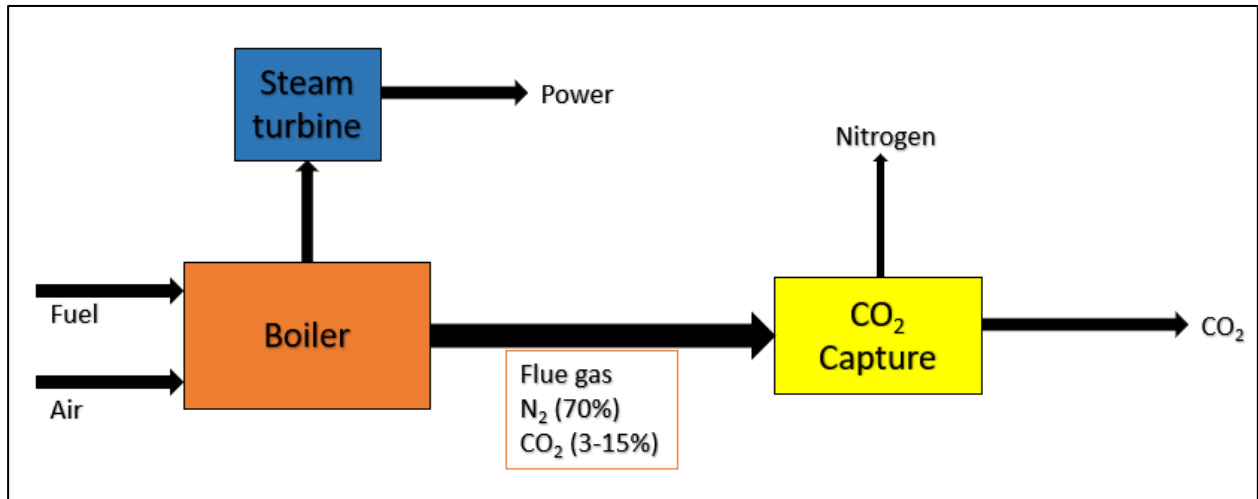 Steam
turbine
Power
Nitrogen
Fuel
Air
Boiler
Flue gas
N₂ (70%)
CO₂ (3-15%)
CO₂
Capture
CO₂